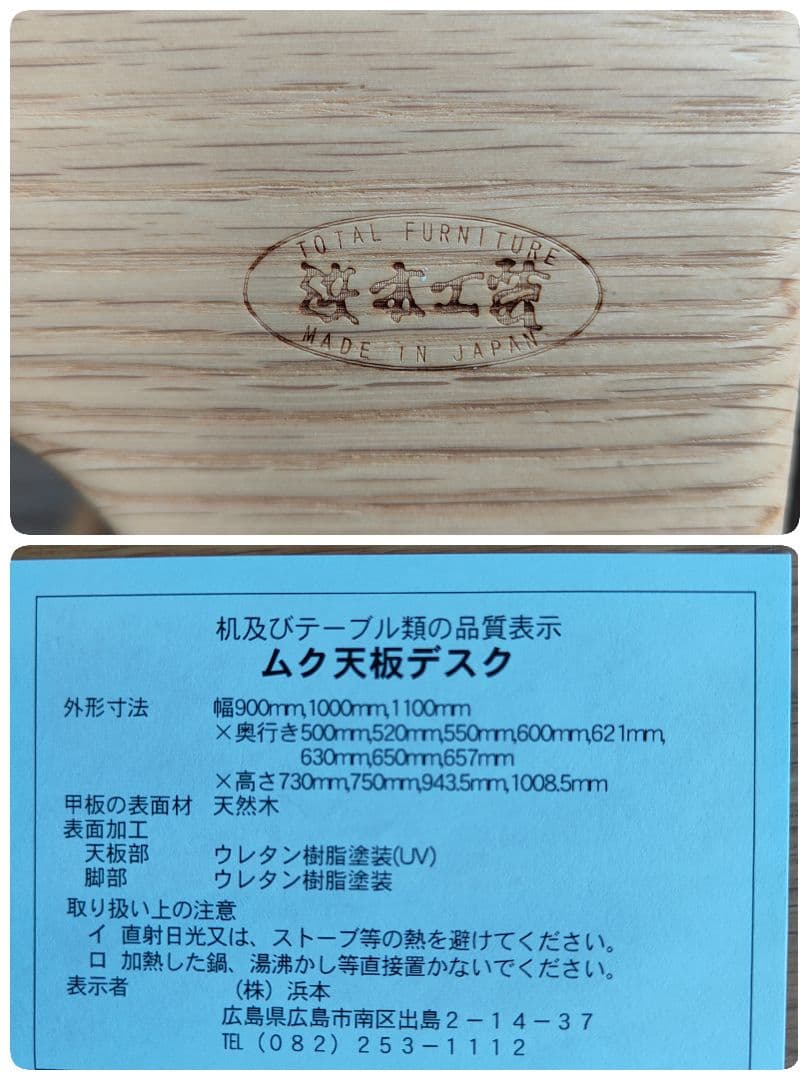 TOTAL FURNITURE
浜本工芸
MADE IN JAPAN
机及びテーブル類の品質表示
ムク天板デスク
外形寸法 幅900mm,1000mm,1100mm
×奥行き500mm,520mm,550mm,600mm,621mm,
630mm,650mm,657mm
×高さ730mm,750mm,943.5mm,1008.5mm
甲板の表面材 天然木
表面加工
天板部 ウレタン樹脂塗装(UV)
脚部 ウレタン樹脂塗装
取り扱い上の注意
イ 直射日光又は、ストーブ等の熱を避けてください。
ロ 加熱した鍋、湯沸かし等直接置かないでください。
表示者 (株)浜本
広島県広島市南区出島2-14-37
TEL(082)253-1112